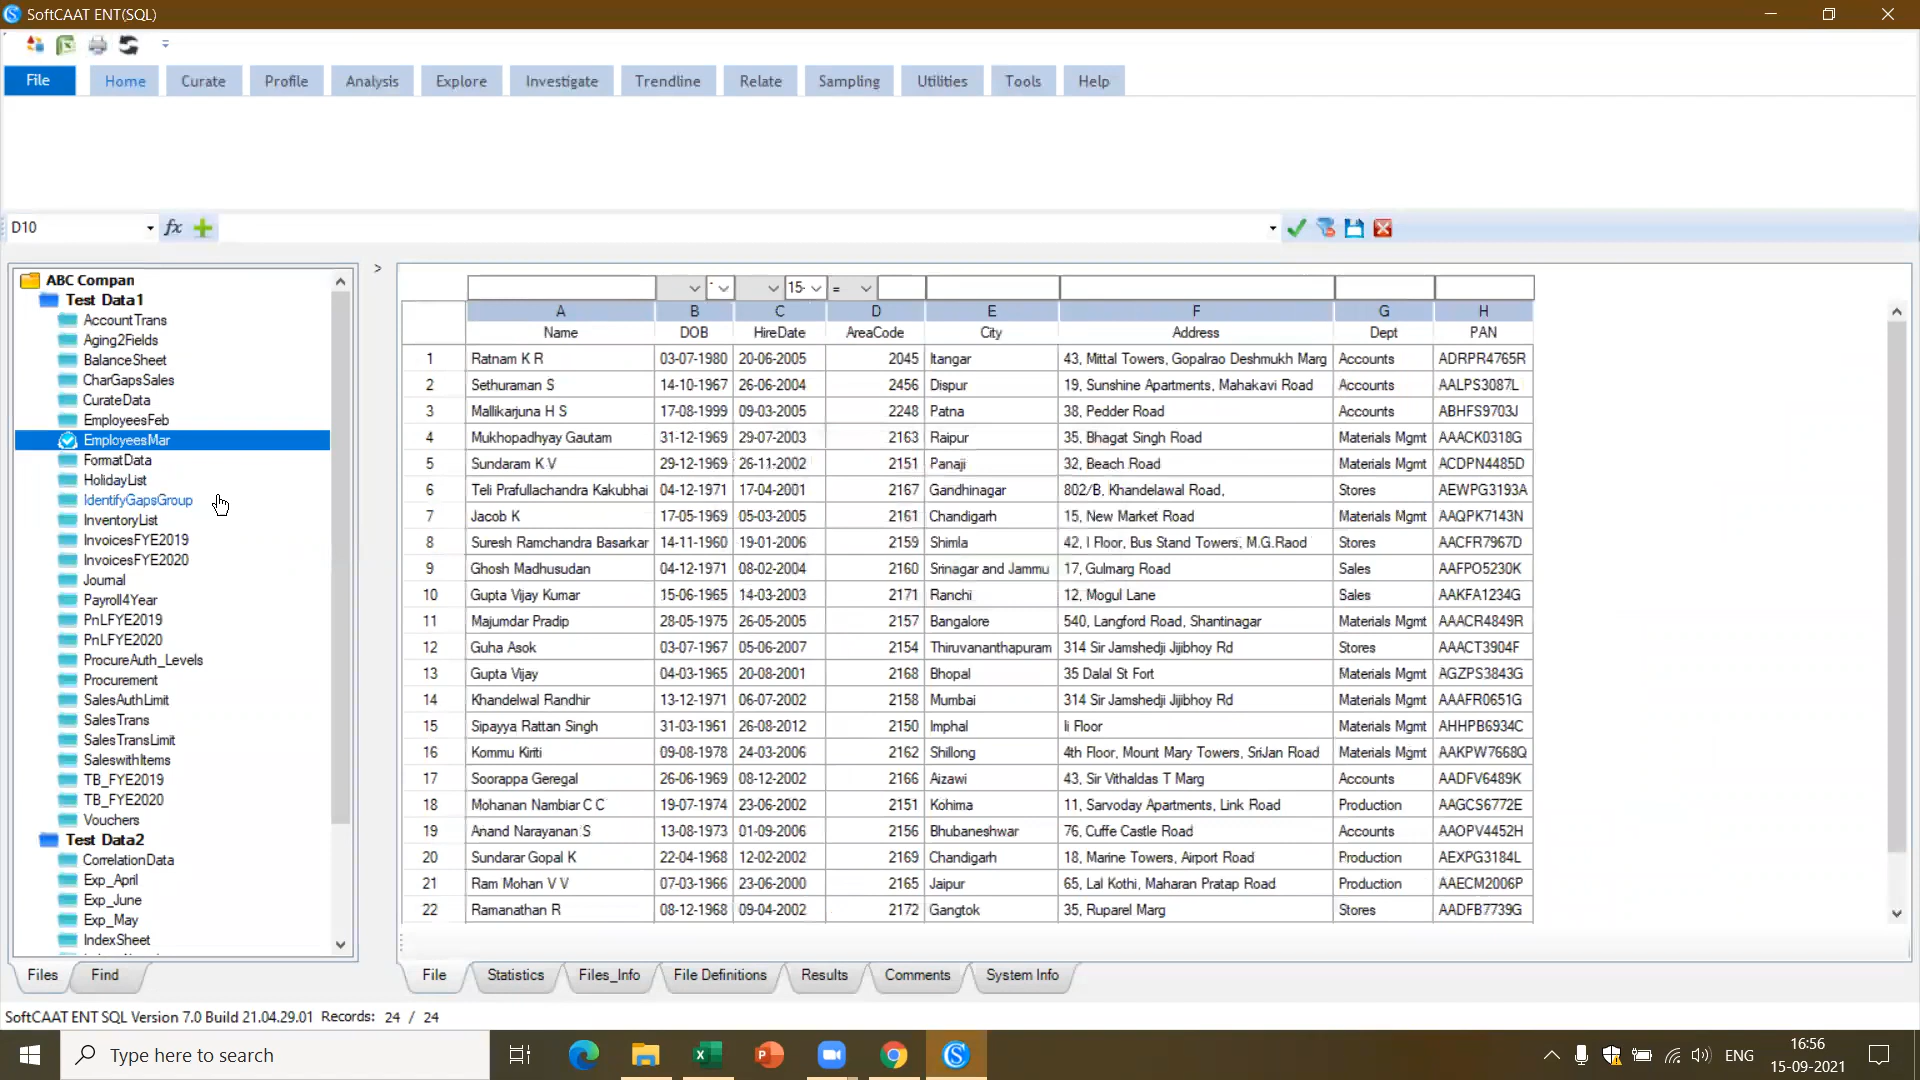 SoftCAAT ENT(SQL)
File Home Curate Profile Analysis Explore Investigate Trendline Relate Sampling Utilities Tools Help
D10 fx
ABC Compan
Test Data1
AccountTrans
Aging2Fields
BalanceSheet
CharGapsSales
CurateData
EmployeesFeb
EmployeesMar
FormatData
HolidayList
IdentifyGapsGroup
InventoryList
InvoicesFYE2019
InvoicesFYE2020
Journal
Payroll4Year
PnLFYE2019
PnLFYE2020
ProcureAuth_Levels
Procurement
SalesAuthLimit
SalesTrans
SalesTransLimit
SaleswithItems
TB_FYE2019
TB_FYE2020
Vouchers
Test Data2
CorrelationData
Exp_April
Exp_June
Exp_May
IndexSheet
Files Find
>
15- =
A B C D E F G H
Name DOB HireDate AreaCode City Address Dept PAN
1 Ratnam K R 03-07-1980 20-06-2005 2045 Itangar 43, Mittal Towers, Gopalrao Deshmukh Marg Accounts ADRPR4765R
2 Sethuraman S 14-10-1967 26-06-2004 2456 Dispur 19, Sunshine Apartments, Mahakavi Road Accounts AALPS3087L
3 Mallikarjuna H S 17-08-1999 09-03-2005 2248 Patna 38, Pedder Road Accounts ABHFS9703J
4 Mukhopadhyay Gautam 31-12-1969 29-07-2003 2163 Raipur 35, Bhagat Singh Road Materials Mgmt AAACK0318G
5 Sundaram K V 29-12-1969 26-11-2002 2151 Panaji 32, Beach Road Materials Mgmt ACDPN4485D
6 Teli Prafullachandra Kakubhai 04-12-1971 17-04-2001 2167 Gandhinagar 802/B, Khandelawal Road, Stores AEWPG3193A
7 Jacob K 17-05-1969 05-03-2005 2161 Chandigarh 15, New Market Road Materials Mgmt AAQPK7143N
8 Suresh Ramchandra Basarkar 14-11-1960 19-01-2006 2159 Shimla 42, I Floor, Bus Stand Towers, M.G.Raod Stores AACFR7967D
9 Ghosh Madhusudan 04-12-1971 08-02-2004 2160 Srinagar and Jammu 17, Gulmarg Road Sales AAFPO5230K
10 Gupta Vijay Kumar 15-06-1965 14-03-2003 2171 Ranchi 12, Mogul Lane Sales AAKFA1234G
11 Majumdar Pradip 28-05-1975 26-05-2005 2157 Bangalore 540, Langford Road, Shantinagar Materials Mgmt AAACR4849R
12 Guha Asok 03-07-1967 05-06-2007 2154 Thiruvananthapuram 314 Sir Jamshedji Jijibhoy Rd Stores AAACT3904F
13 Gupta Vijay 04-03-1965 20-08-2001 2168 Bhopal 35 Dalal St Fort Materials Mgmt AGZPS3843G
14 Khandelwal Randhir 13-12-1971 06-07-2002 2158 Mumbai 314 Sir Jamshedji Jijibhoy Rd Materials Mgmt AAAFR0651G
15 Sipayya Rattan Singh 31-03-1961 26-08-2012 2150 Imphal Ii Floor Materials Mgmt AHHPB6934C
16 Kommu Kiriti 09-08-1978 24-03-2006 2162 Shillong 4th Floor, Mount Mary Towers, SriJan Road Materials Mgmt AAKPW7668Q
17 Soorappa Geregal 26-06-1969 08-12-2002 2166 Aizawi 43, Sir Vithaldas T Marg Accounts AADFV6489K
18 Mohanan Nambiar C C 19-07-1974 23-06-2002 2151 Kohima 11, Sarvoday Apartments, Link Road Production AAGCS6772E
19 Anand Narayanan S 13-08-1973 01-09-2006 2156 Bhubaneshwar 76, Cuffe Castle Road Accounts AAOPV4452H
20 Sundarar Gopal K 22-04-1968 12-02-2002 2169 Chandigarh 18, Marine Towers, Airport Road Production AEXPG3184L
21 Ram Mohan V V 07-03-1966 23-06-2000 2165 Jaipur 65, Lal Kothi, Maharan Pratap Road Production AAECM2006P
22 Ramanathan R 08-12-1968 09-04-2002 2172 Gangtok 35, Ruparel Marg Stores AADFB7739G
File Statistics Files_Info File Definitions Results Comments System Info
SoftCAAT ENT SQL Version 7.0 Build 21.04.29.01 Records: 24 / 24
Type here to search
ENG
16:56
15-09-2021